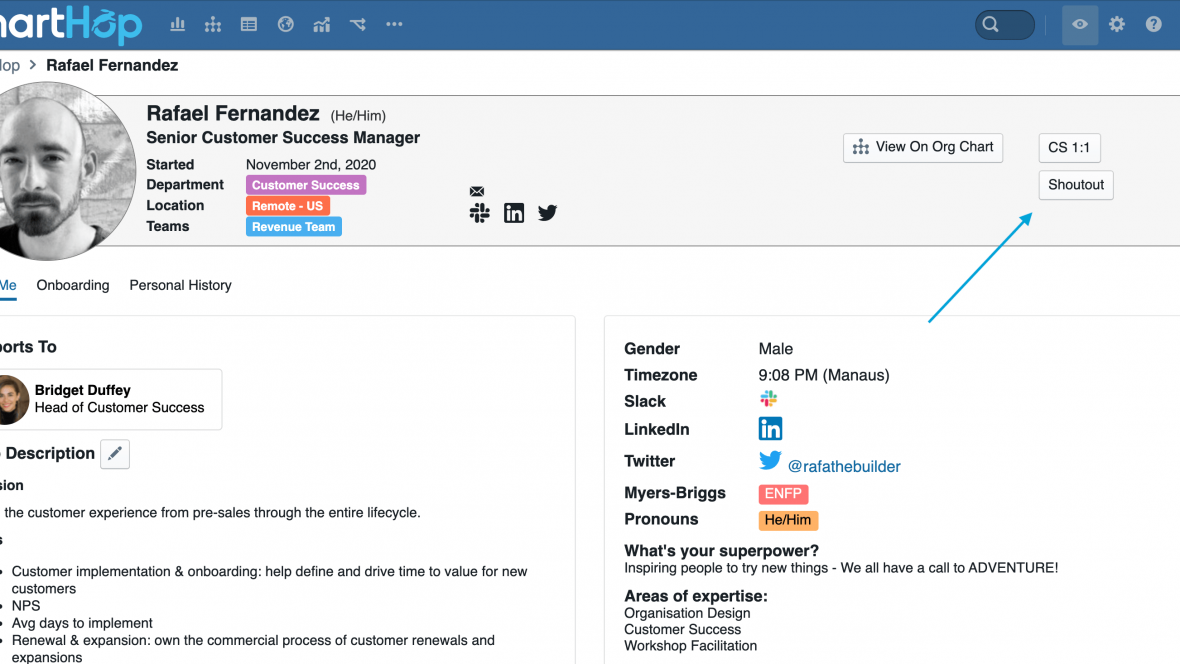 artHop
Hop > Rafael Fernandez
Rafael Fernandez (He/Him)
Senior Customer Success Manager
Started November 2nd, 2020
Department Customer Success
Location Remote - US
Teams Revenue Team
View On Org Chart
CS 1:1
Shoutout
Me Onboarding Personal History
orts To
Bridget Duffey
Head of Customer Success
Description
sion
the customer experience from pre-sales through the entire lifecycle.
s
• Customer implementation & onboarding: help define and drive time to value for new
customers
• NPS
• Avg days to implement
• Renewal & expansion: own the commercial process of customer renewals and
expansions
Gender Male
Timezone 9:08 PM (Manaus)
Slack
LinkedIn
Twitter @rafathebuilder
Myers-Briggs ENFP
Pronouns He/Him
What's your superpower?
Inspiring people to try new things - We all have a call to ADVENTURE!
Areas of expertise:
Organisation Design
Customer Success
Workshop Facilitation